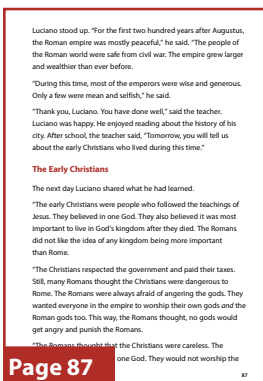 Luciano stood up. “For the first two hundred years after Augustus,
the Roman empire was mostly peaceful,” he said. “The people of
the Roman world were safe from civil war. The empire grew larger
and wealthier than ever before.
“During this time, most of the emperors were wise and generous.
Only a few were mean and selfish,” he said.
“Thank you, Luciano. You have done well,” said the teacher.
Luciano was happy. He enjoyed reading about the history of his
city. After school, the teacher said, “Tomorrow, you will tell us
about the early Christians who lived during this time.”
The Early Christians
The next day Luciano shared what he had learned.
“The early Christians were people who followed the teachings of
Jesus. They believed in one God. They also believed it was most
important to live in God’s kingdom after they died. The Romans
did not like the idea of any kingdom being more important
than Rome.
“The Christians respected the government and paid their taxes.
Still, many Romans thought the Christians were dangerous to
Rome. The Romans were always afraid of angering the gods. They
wanted everyone in the empire to worship their own gods and the
Roman gods too. This way, the Romans thought, no gods would
get angry and punish the Romans.
“The Romans thought that the Christians were careless. The
one God. They would not worship the
Page 87
87